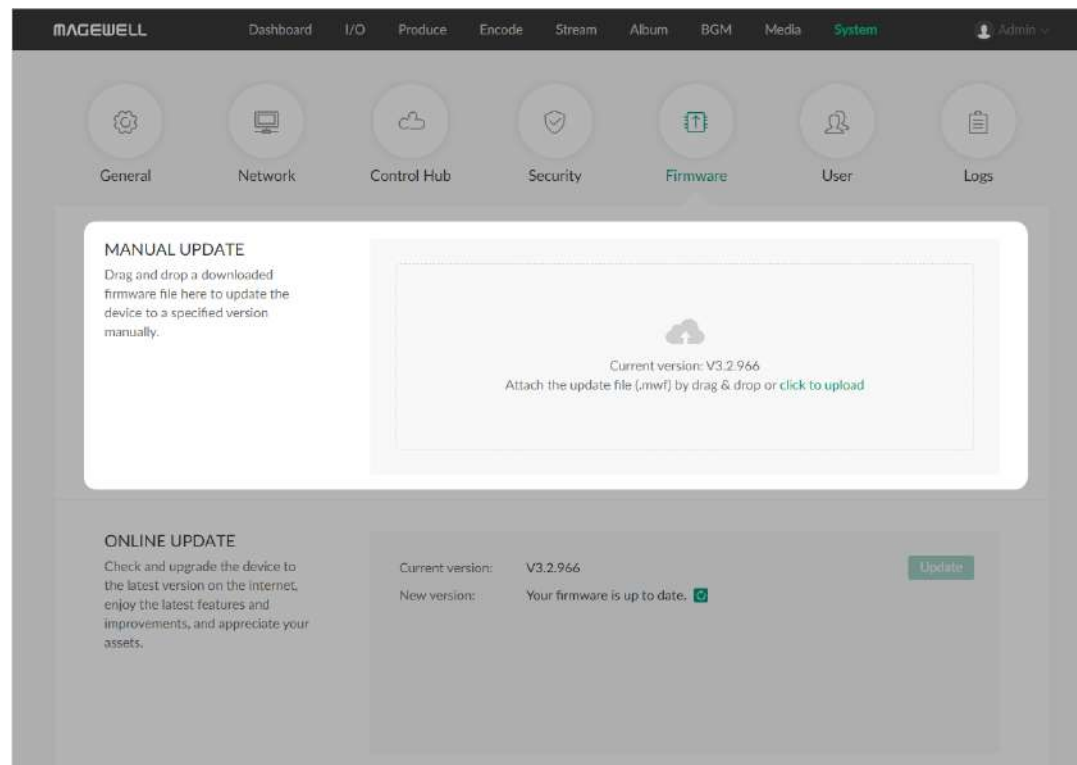 MAGEWELL
Dashboard I/O Produce Encode Stream Album BGM Media System Admin
General Network Control Hub Security Firmware User Logs
MANUAL UPDATE
Drag and drop a downloaded
firmware file here to update the
device to a specified version
manually.
Current version: V3.2.966
Attach the update file (.mwf) by drag & drop or click to upload
ONLINE UPDATE
Check and upgrade the device to
the latest version on the internet,
enjoy the latest features and
improvements, and appreciate your
assets.
Current version: V3.2.966
Update
New version: Your firmware is up to date.